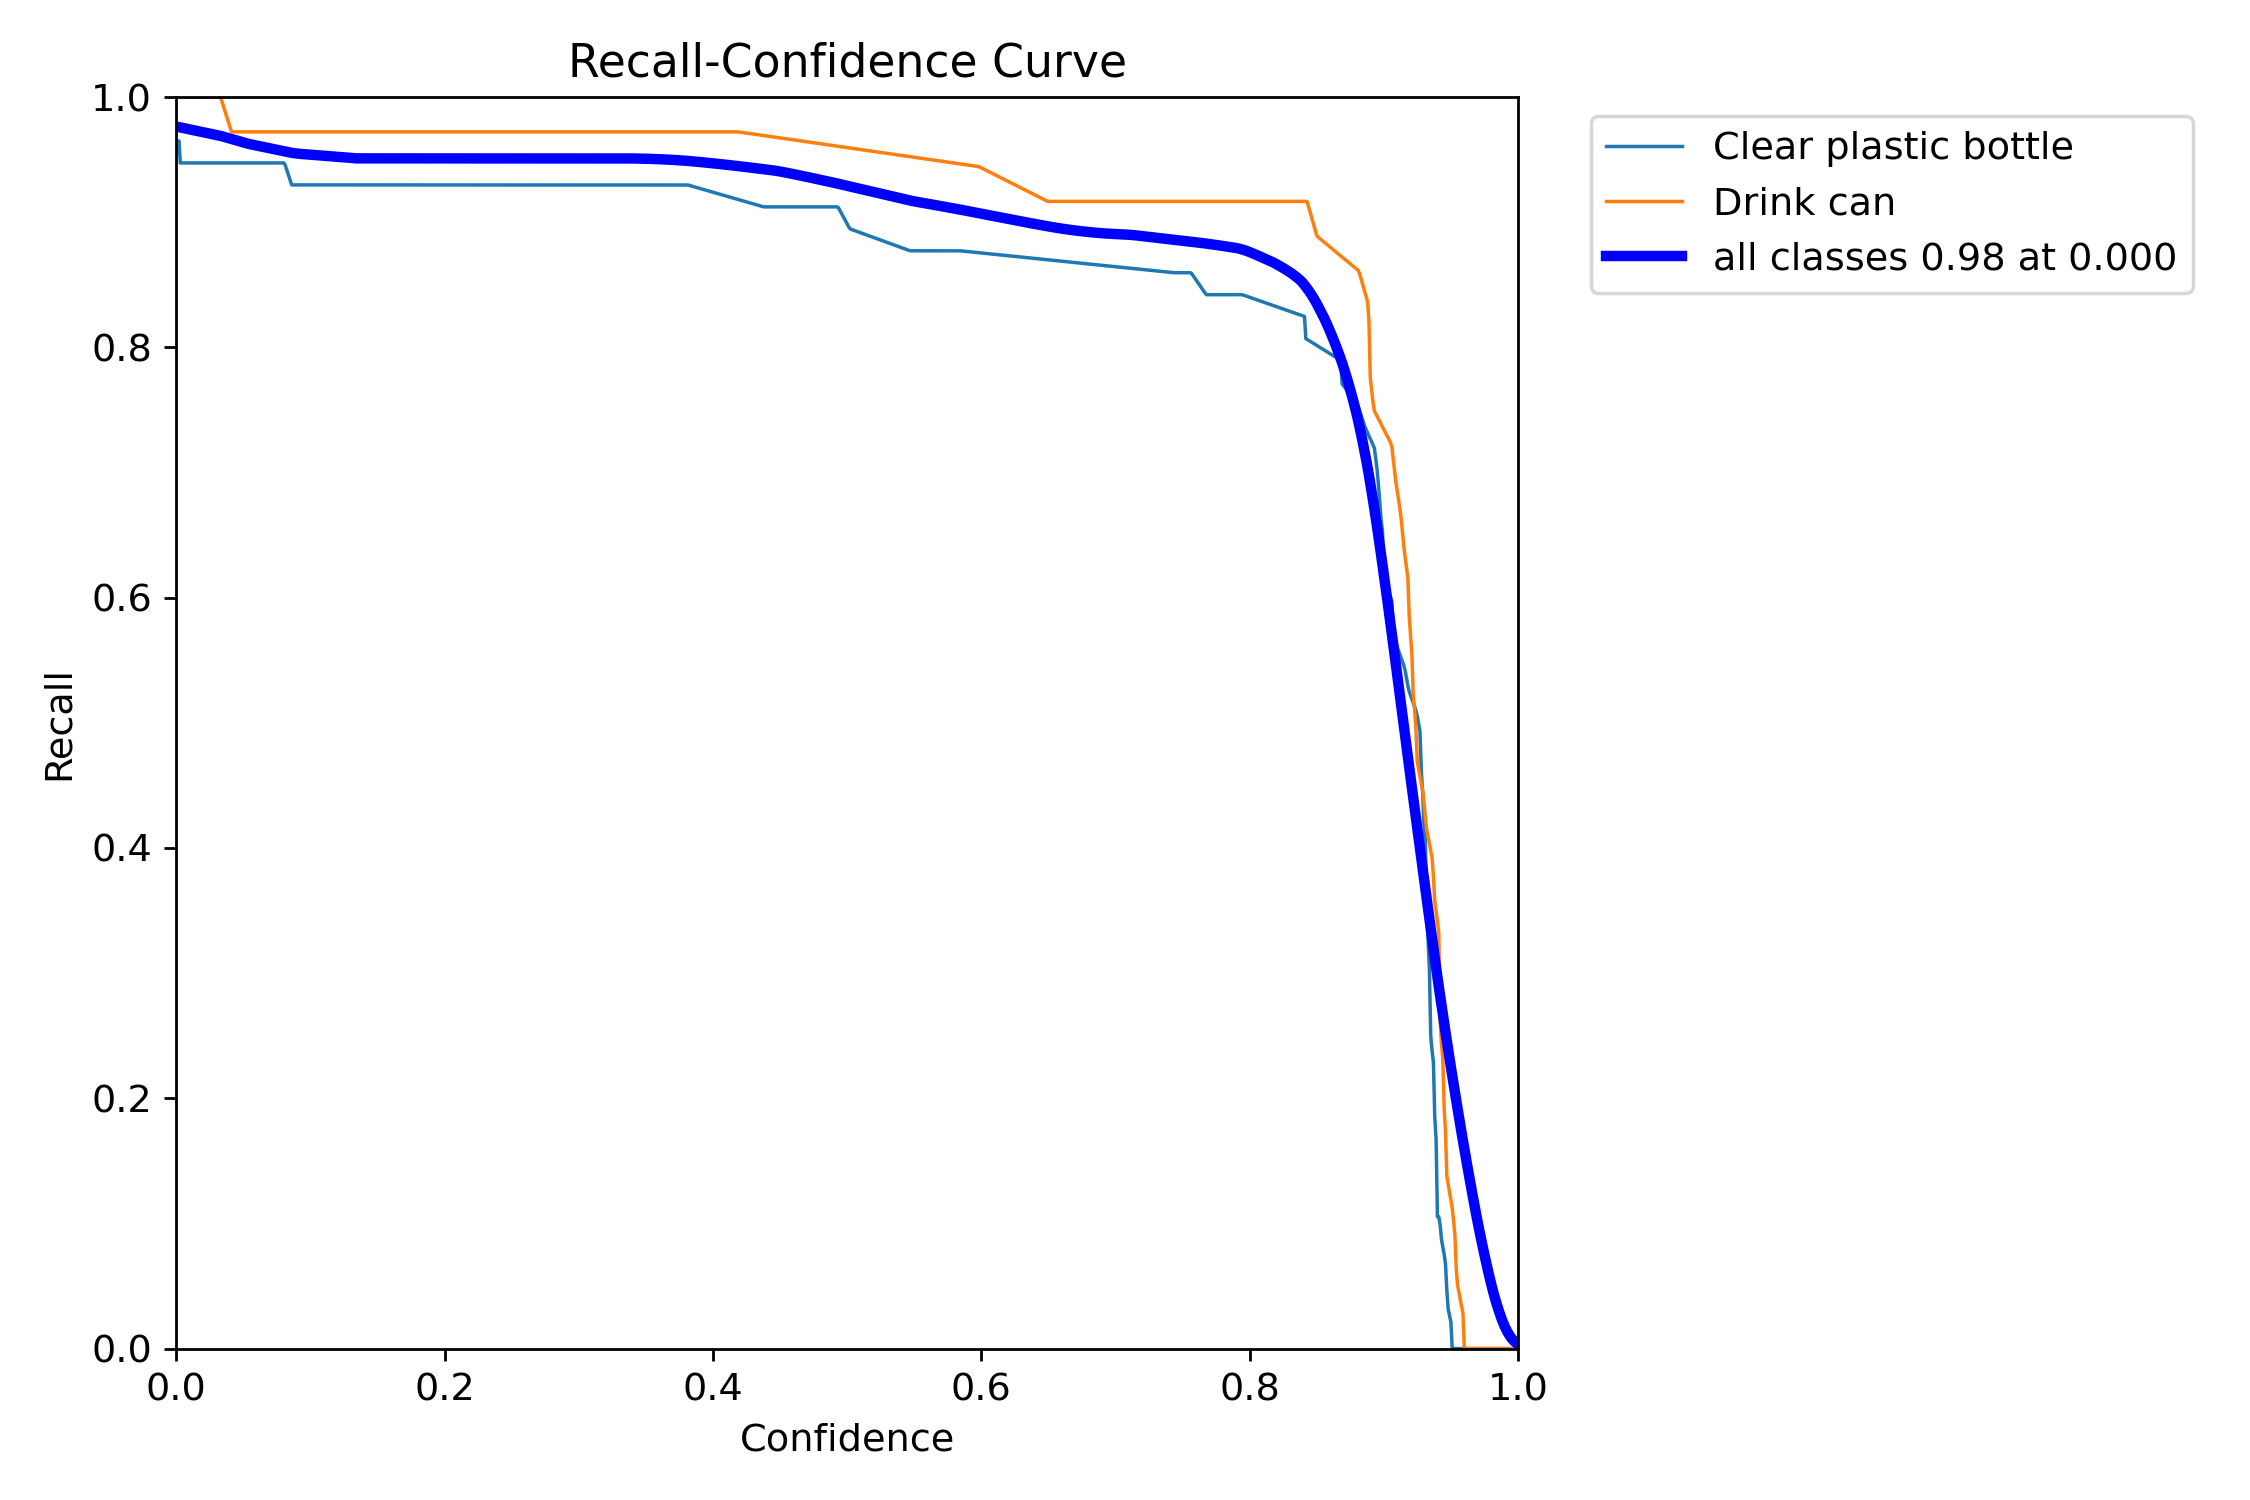 Recall-Confidence Curve
1.0
0.8
0.6
0.4
0.2
0.0
Recall
0.0 0.2 0.4 0.6 0.8 1.0
Confidence
Clear plastic bottle
Drink can
all classes 0.98 at 0.000